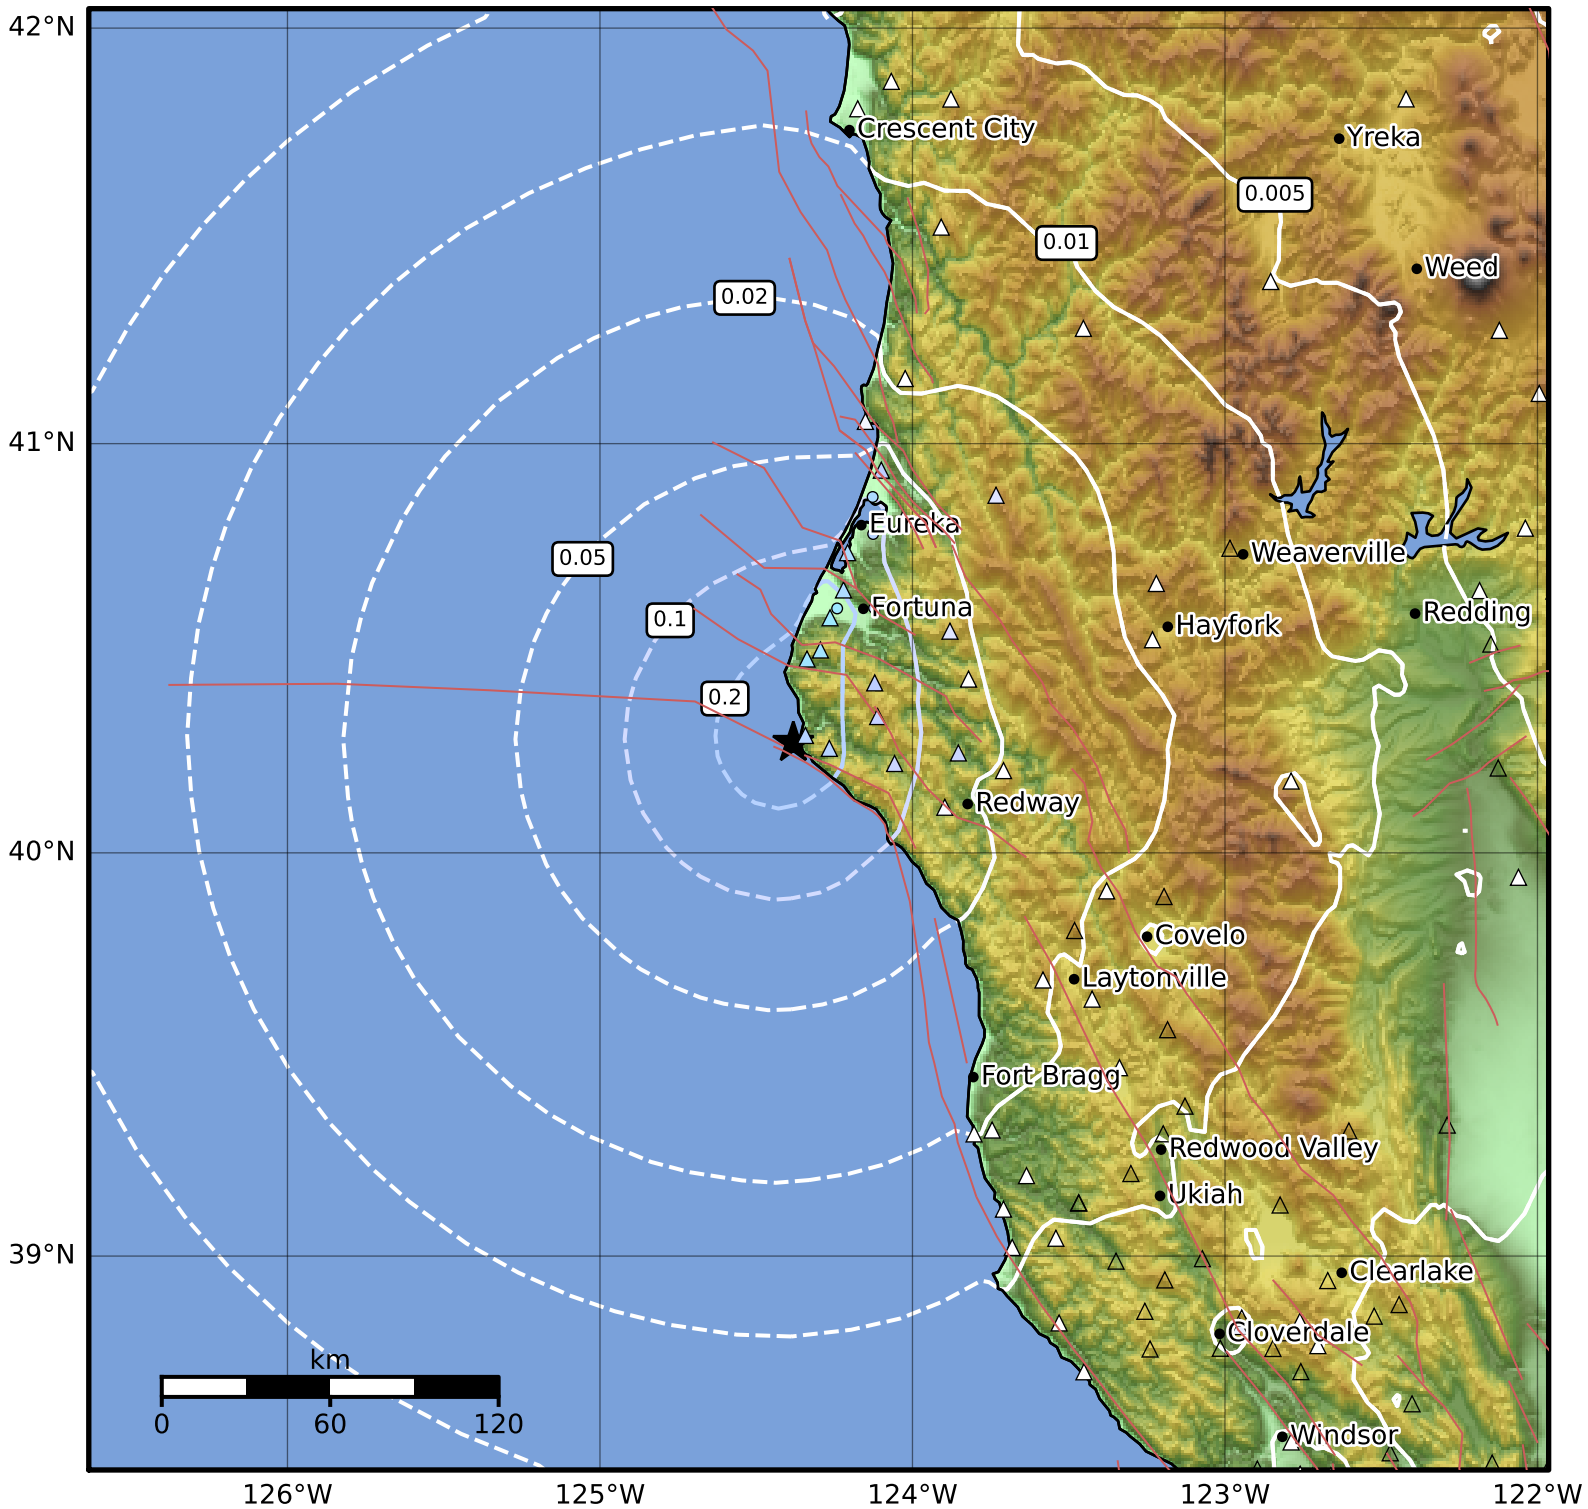 42°N
Crescent City
Yreka
0.005
0.01
Weed
0.02
41°N
Eureka
Weaverville
0.05
Fortuna
Redding
0.1
Hayfork
0.2
Redway
40°N
Covelo
Laytonville
Fort Bragg
Redwood Valley
Ukiah
39°N
Clearlake
Cloverdale
km
0 60 120
Windsor
126°W 125°W 124°W 123°W 122°W